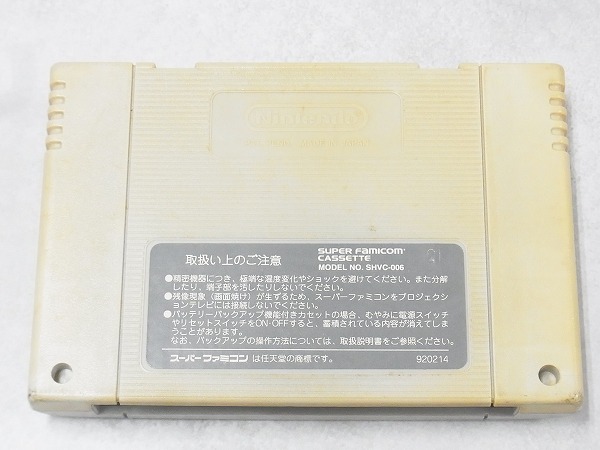 Nintendo
取扱い上のご注意
SUPER FAMICOM
CASSETTE
MODEL NO. SHVC-006
●精密機器につき、極端な温度変化やショックを避けてください。また分解
したり、端子部を汚したりしないでください。
●残像現象（画面焼け）が生ずるため、スーパーファミコンをプロジェクショ
ンテレビには接続しないでください。
●バッテリーバックアップ機能付きカセットの場合、むやみに電源スイッチ
やリセットスイッチをON・OFFすると、蓄積されている内容が消えてしま
うことがあります。
なお、バックアップの操作方法については、取扱説明書をご参照ください。
スーパーファミコン は任天堂の商標です。
920214